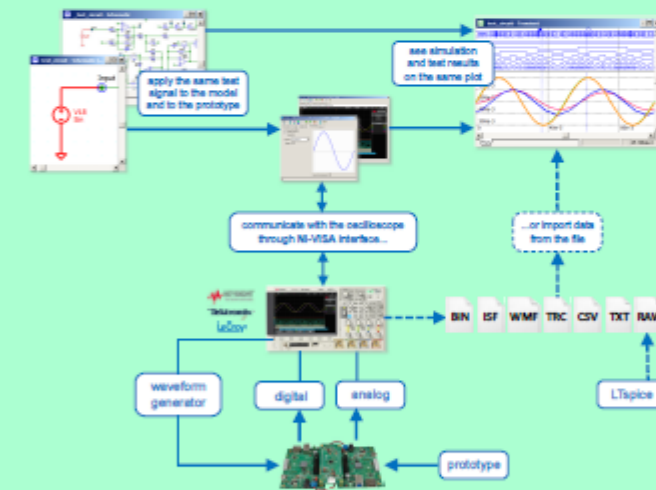 apply the same test
signal to the model
and to the prototype
see simulation
and test results
on the same plot
Input
communicate with the oscilloscope
through NI-VISA interface...
...or import data
from the file
KEYSIGHT
Tektronix
LeCroy
BIN ISF WMF TRC CSV TXT RAW
waveform
generator
digital
analog
LTspice
prototype